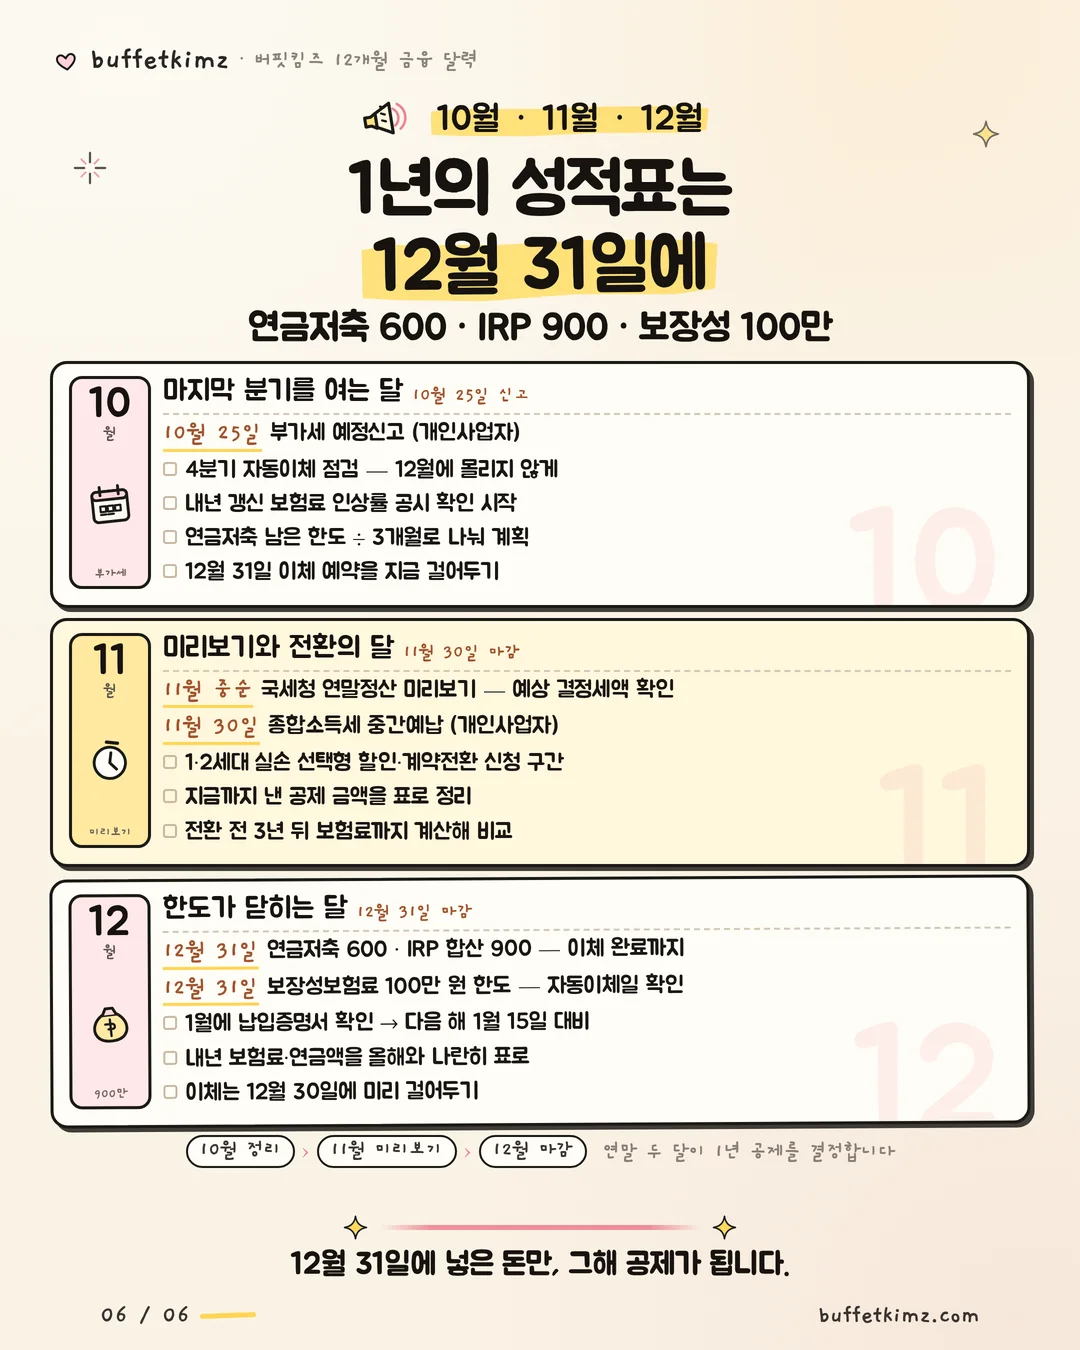 buffetkimz · 버핏킴즈 12개월 금융 달력
10월 · 11월 · 12월
1년의 성적표는
12월 31일에
연금저축 600 · IRP 900 · 보장성 100만
10
월
부가세
마지막 분기를 여는 달 10월 25일 신고
10월 25일 부가세 예정신고 (개인사업자)
4분기 자동이체 점검 — 12월에 몰리지 않게
내년 갱신 보험료 인상률 공시 확인 시작
연금저축 남은 한도 ÷ 3개월로 나눠 계획
12월 31일 이체 예약을 지금 걸어두기
10
11
월
미리보기
미리보기와 전환의 달 11월 30일 마감
11월 중순 국세청 연말정산 미리보기 — 예상 결정세액 확인
11월 30일 종합소득세 중간예납 (개인사업자)
1·2세대 실손 선택형 할인·계약전환 신청 구간
지금까지 낸 공제 금액을 표로 정리
전환 전 3년 뒤 보험료까지 계산해 비교
11
12
월
900만
한도가 닫히는 달 12월 31일 마감
12월 31일 연금저축 600 · IRP 합산 900 — 이체 완료까지
12월 31일 보장성보험료 100만 원 한도 — 자동이체일 확인
1월에 납입증명서 확인 → 다음 해 1월 15일 대비
내년 보험료·연금액을 올해와 나란히 표로
이체는 12월 30일에 미리 걸어두기
12
10월 정리 › 11월 미리보기 › 12월 마감 연말 두 달이 1년 공제를 결정합니다
12월 31일에 넣은 돈만, 그해 공제가 됩니다.
06 / 06
buffetkimz.com